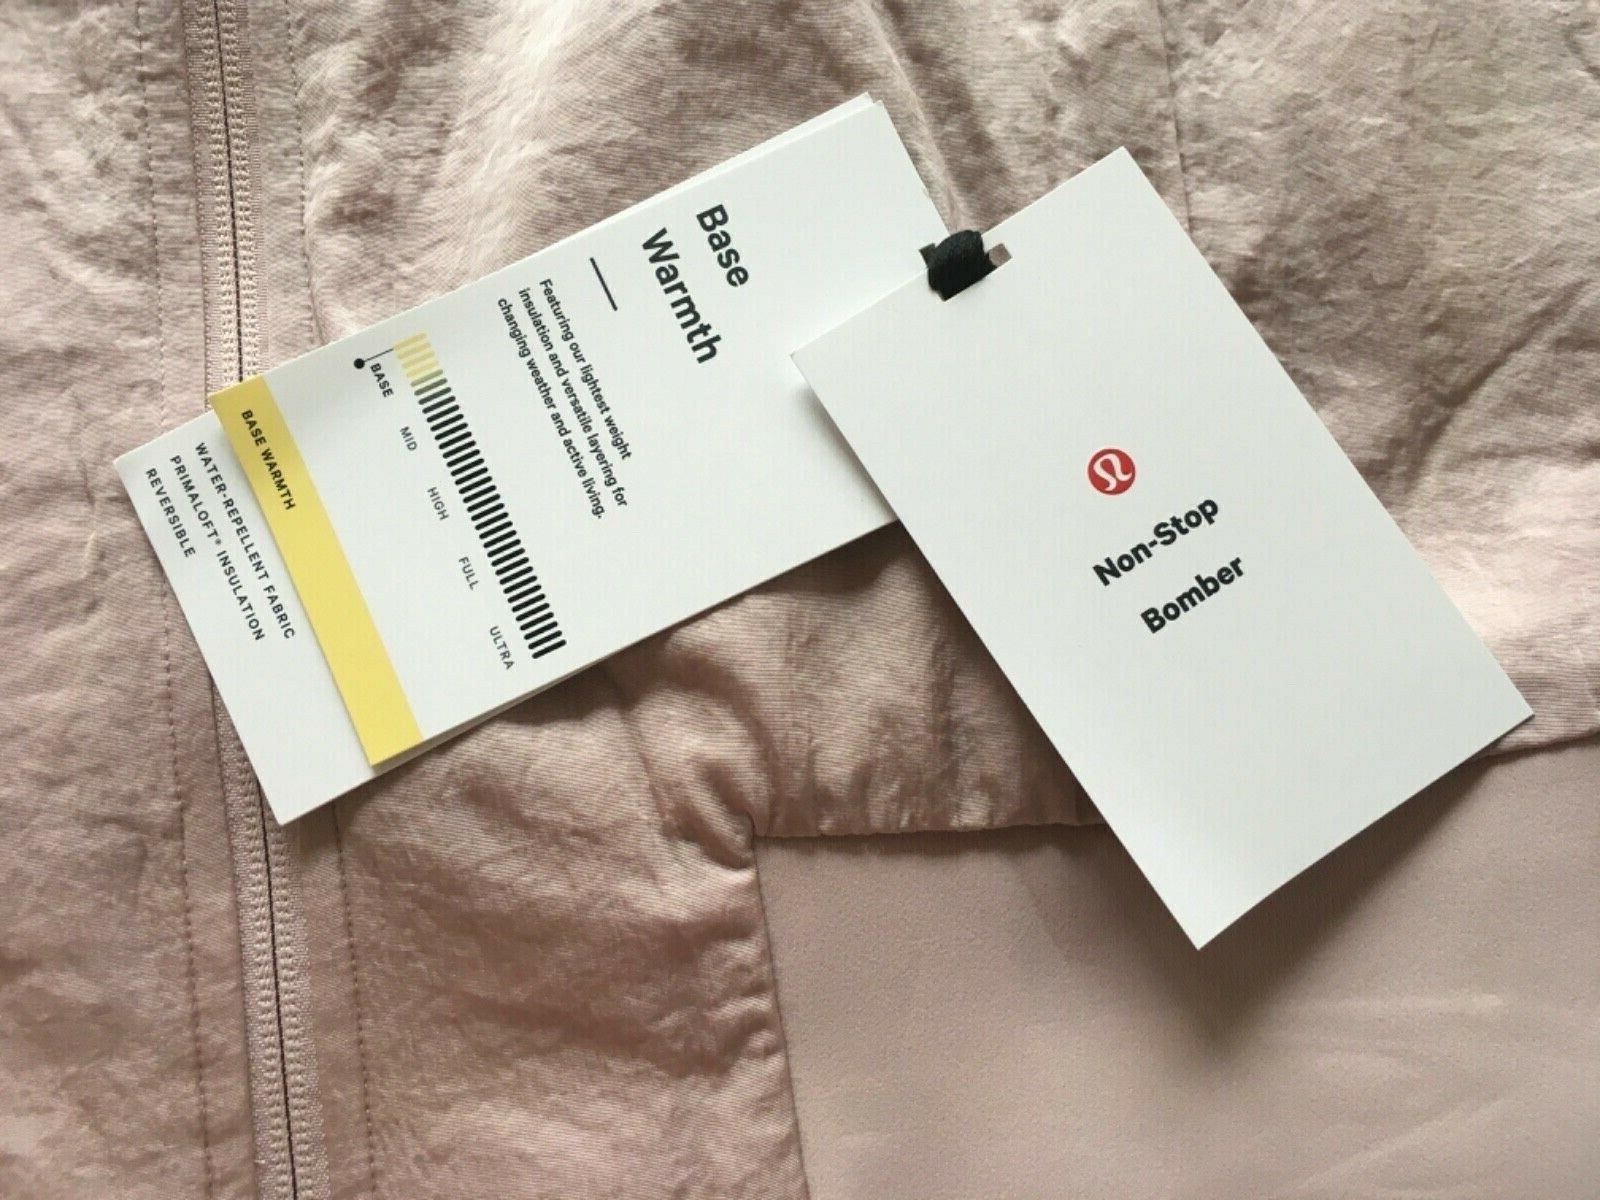 Base
Warmth
Featuring our lightest weight
insulation and versatile layering for
changing weather and active living.
BASE
MID
HIGH
FULL
ULTRA
BASE WARMTH
WATER-REPELLENT FABRIC
PRIMALOFT® INSULATION
REVERSIBLE
Non-Stop
Bomber